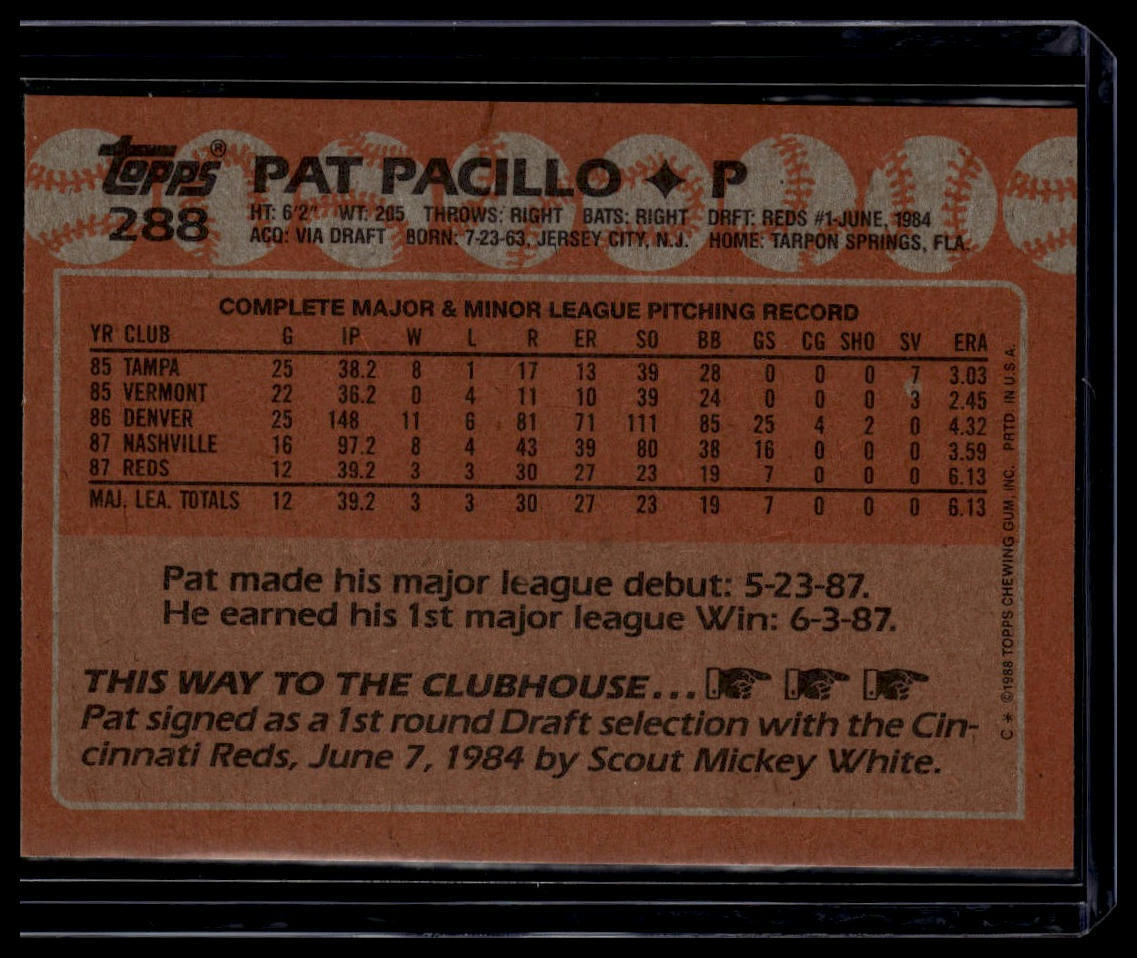 topps® PAT PACILLO ✦ P
288 HT: 6'2" WT: 205 THROWS: RIGHT BATS: RIGHT DRFT: REDS #1-JUNE, 1984
ACQ: VIA DRAFT BORN: 7-23-63, JERSEY CITY, N.J. HOME: TARPON SPRINGS, FLA.
COMPLETE MAJOR & MINOR LEAGUE PITCHING RECORD
YR CLUB G IP W L R ER SO BB GS CG SHO SV ERA
85 TAMPA 25 38.2 8 1 17 13 39 28 0 0 0 7 3.03
85 VERMONT 22 36.2 0 4 11 10 39 24 0 0 0 3 2.45
86 DENVER 25 148 11 6 81 71 111 85 25 4 2 0 4.32
87 NASHVILLE 16 97.2 8 4 43 39 80 38 16 0 0 0 3.59
87 REDS 12 39.2 3 3 30 27 23 19 7 0 0 0 6.13
MAJ. LEA. TOTALS 12 39.2 3 3 30 27 23 19 7 0 0 0 6.13
Pat made his major league debut: 5-23-87.
He earned his 1st major league Win: 6-3-87.
THIS WAY TO THE CLUBHOUSE...
Pat signed as a 1st round Draft selection with the Cin-
cinnati Reds, June 7, 1984 by Scout Mickey White.
C * ©1988 TOPPS CHEWING GUM, INC. PRTD. IN U.S.A.